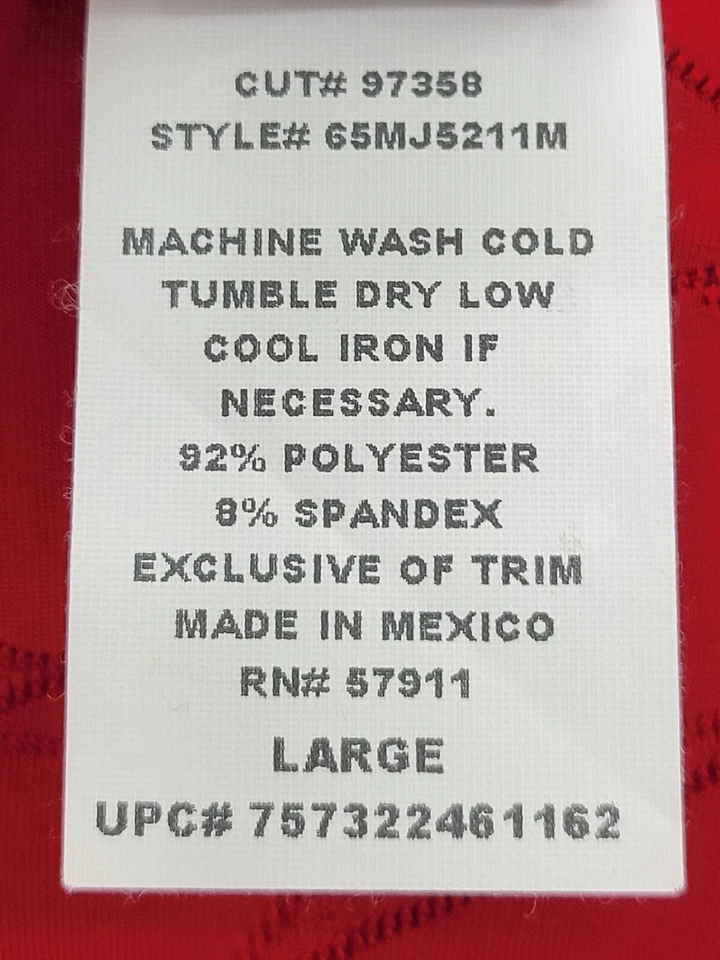 CUT# 97358
STYLE# 65MJ5211M
MACHINE WASH COLD
TUMBLE DRY LOW
COOL IRON IF
NECESSARY.
92% POLYESTER
8% SPANDEX
EXCLUSIVE OF TRIM
MADE IN MEXICO
RN# 57911
LARGE
UPC# 757322461162